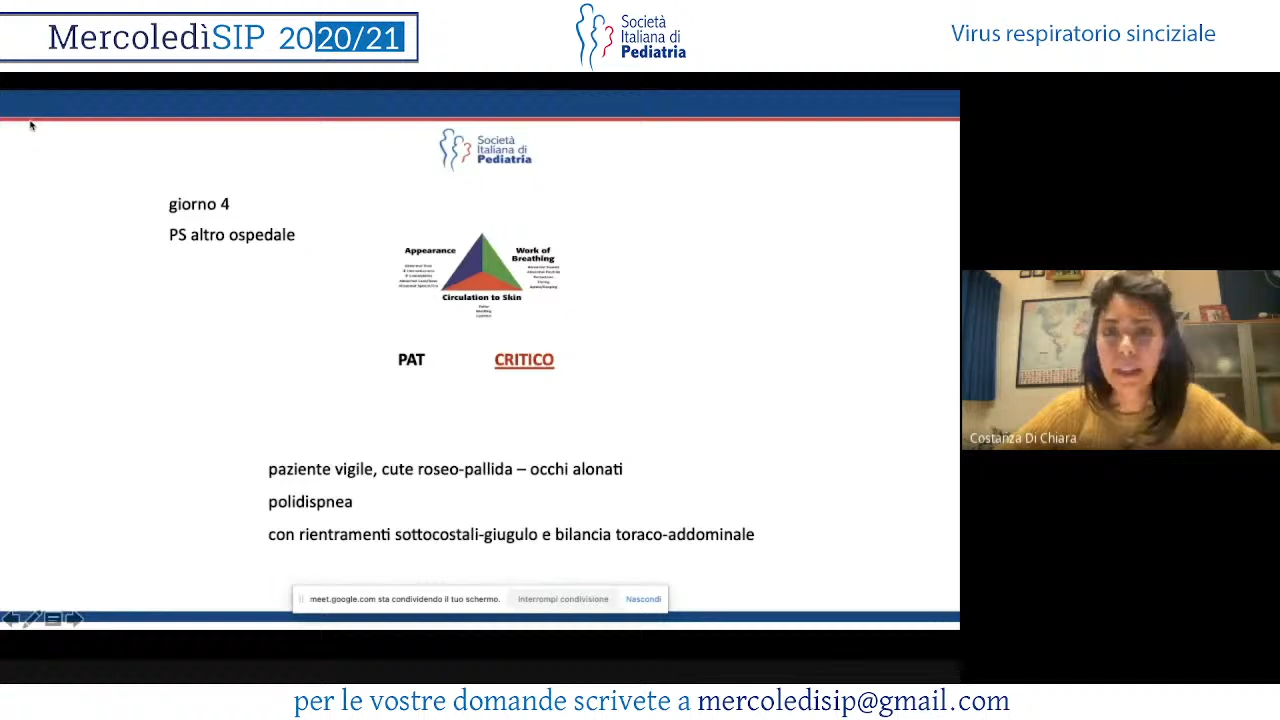 MercoledìSIP 2020/21
Società
Italiana di
Pediatria
Virus respiratorio sinciziale
Società
Italiana di
Pediatria
giorno 4
PS altro ospedale
Appearance
Work of
Breathing
Circulation to Skin
PAT CRITICO
paziente vigile, cute roseo-pallida – occhi alonati
polidispnea
con rientramenti sottocostali-giugulo e bilancia toraco-addominale
Costanza Di Chiara
meet.google.com sta condividendo il tuo schermo. Interrompi condivisione Nascondi
per le vostre domande scrivete a mercoledisip@gmail.com